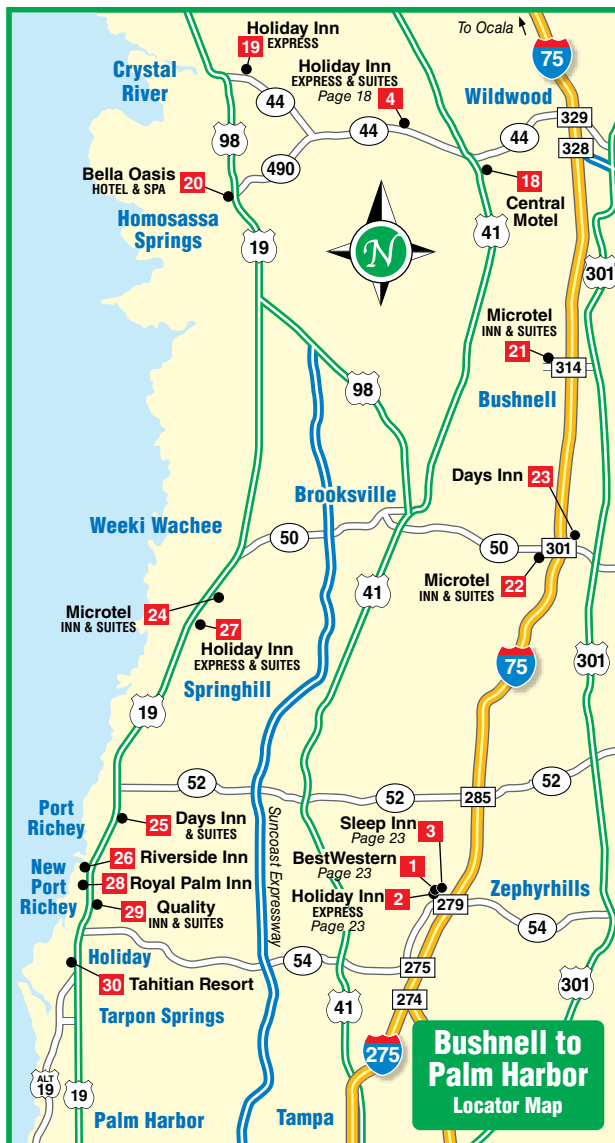 To Ocala
75
Holiday Inn
EXPRESS
19
Crystal
River
Holiday Inn
EXPRESS & SUITES
Page 18
4
Wildwood
44
44
44
329
328
98
490
Bella Oasis
HOTEL & SPA
20
18
Central
Motel
Homosassa
Springs
19
N
41
301
Microtel
INN & SUITES
21
314
98
Bushnell
Days Inn
23
Brooksville
Weeki Wachee
50
50
301
41
Microtel
INN & SUITES
22
Microtel
INN & SUITES
24
27
Holiday Inn
EXPRESS & SUITES
Springhill
75
301
19
52
52
52
285
Port
Richey
25
Days Inn
& SUITES
Suncoast Expressway
Sleep Inn
Page 23
3
26
Riverside Inn
BestWestern
Page 23
1
New
Port
Richey
28
Royal Palm Inn
Holiday Inn
EXPRESS
Page 23
2
279
Zephyrhills
29
Quality
INN & SUITES
54
Holiday
54
275
30
Tahitian Resort
274
301
Tarpon Springs
41
275
ALT
19
19
Palm Harbor
Tampa
Bushnell to
Palm Harbor
Locator Map